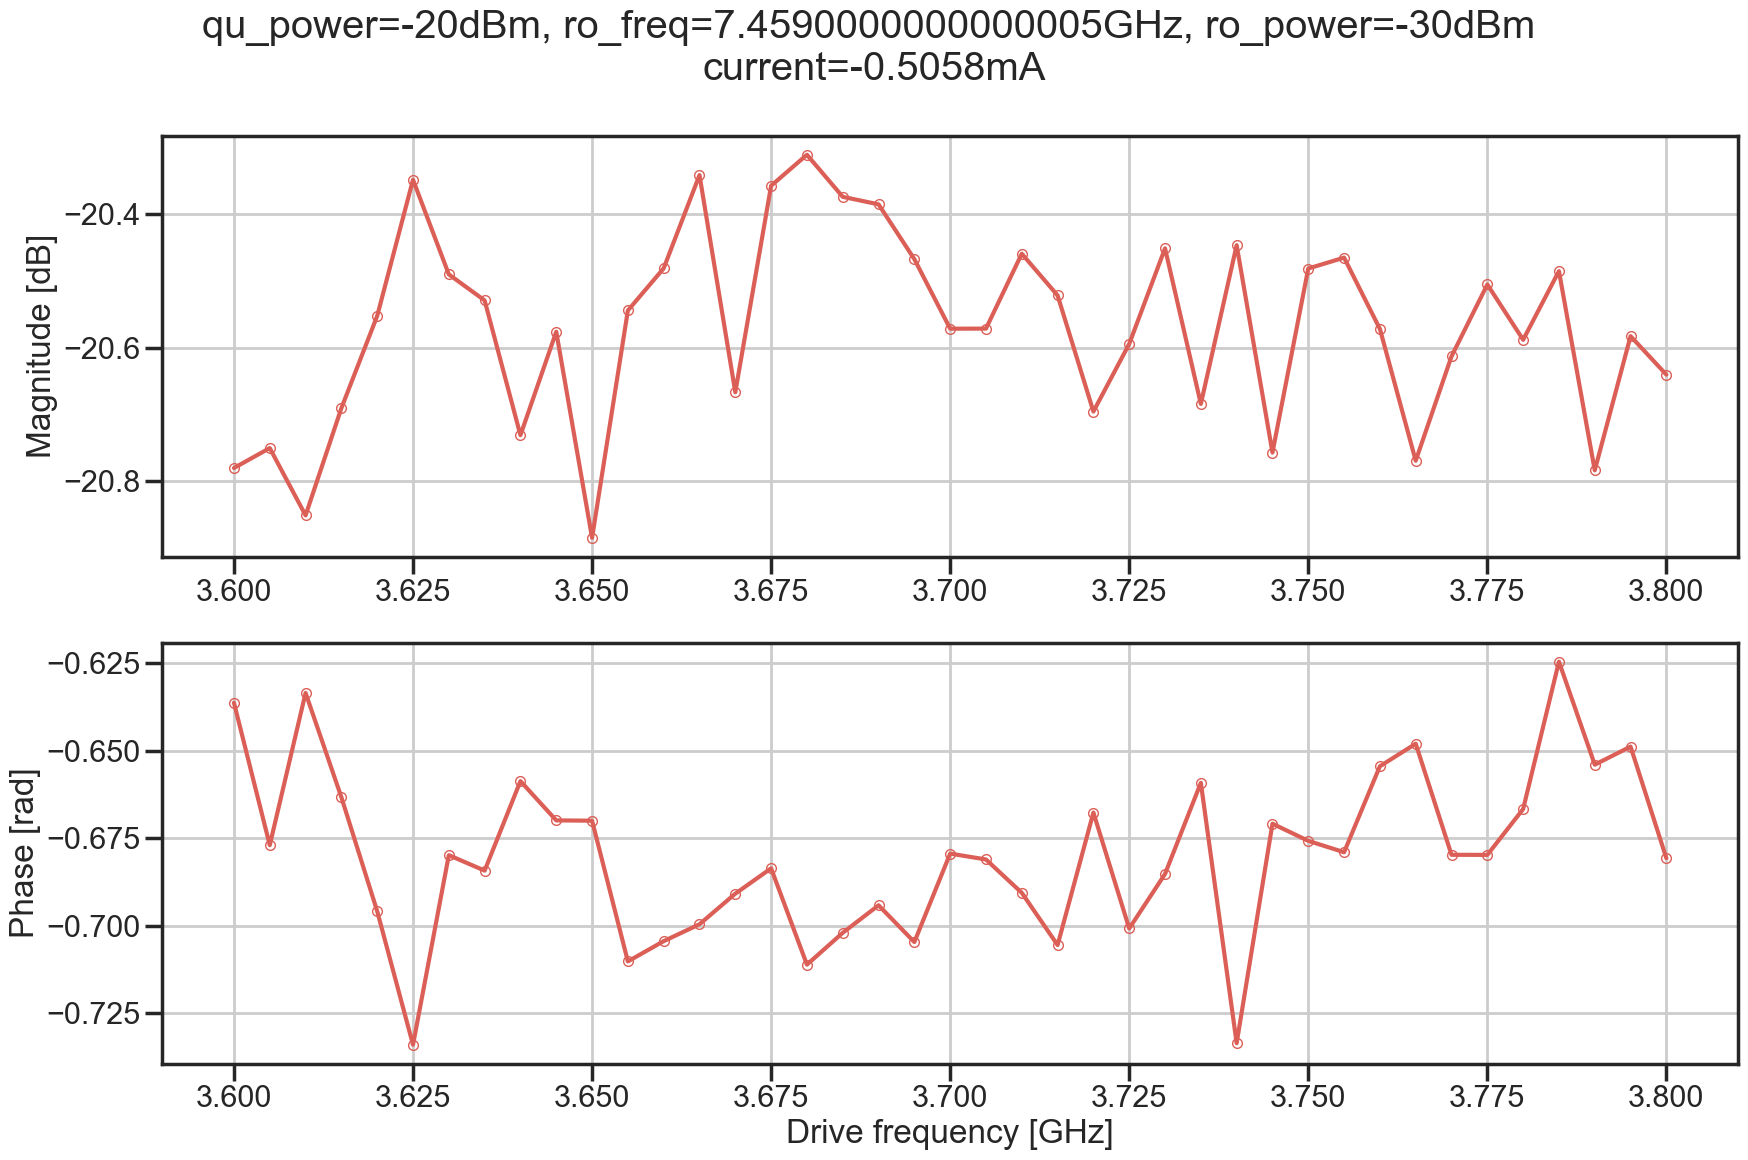 qu_power=-20dBm, ro_freq=7.4590000000000005GHz, ro_power=-30dBm
current=-0.5058mA
Magnitude [dB]
−20.4
−20.6
−20.8
3.600 3.625 3.650 3.675 3.700 3.725 3.750 3.775 3.800
Phase [rad]
−0.625
−0.650
−0.675
−0.700
−0.725
3.600 3.625 3.650 3.675 3.700 3.725 3.750 3.775 3.800
Drive frequency [GHz]